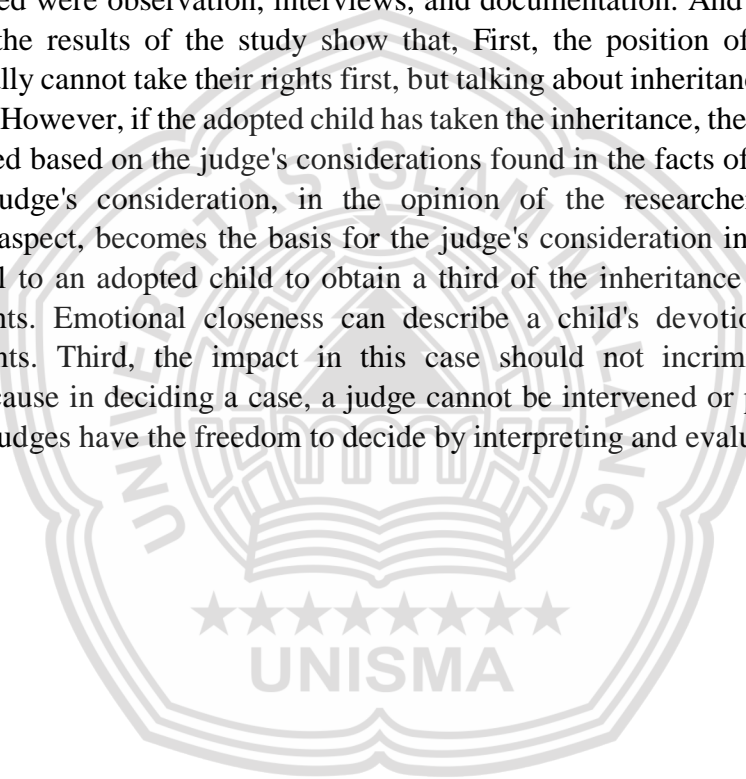 ed were observation, interviews, and documentation. And
the results of the study show that, First, the position of
lly cannot take their rights first, but talking about inheritanc
However, if the adopted child has taken the inheritance, the
ed based on the judge's considerations found in the facts of
udge's consideration, in the opinion of the researche
aspect, becomes the basis for the judge's consideration in
l to an adopted child to obtain a third of the inheritance
nts. Emotional closeness can describe a child's devotio
nts. Third, the impact in this case should not incrim
cause in deciding a case, a judge cannot be intervened or p
udges have the freedom to decide by interpreting and evalu
UNIVERSITAS ISLAM MALANG
UNISMA